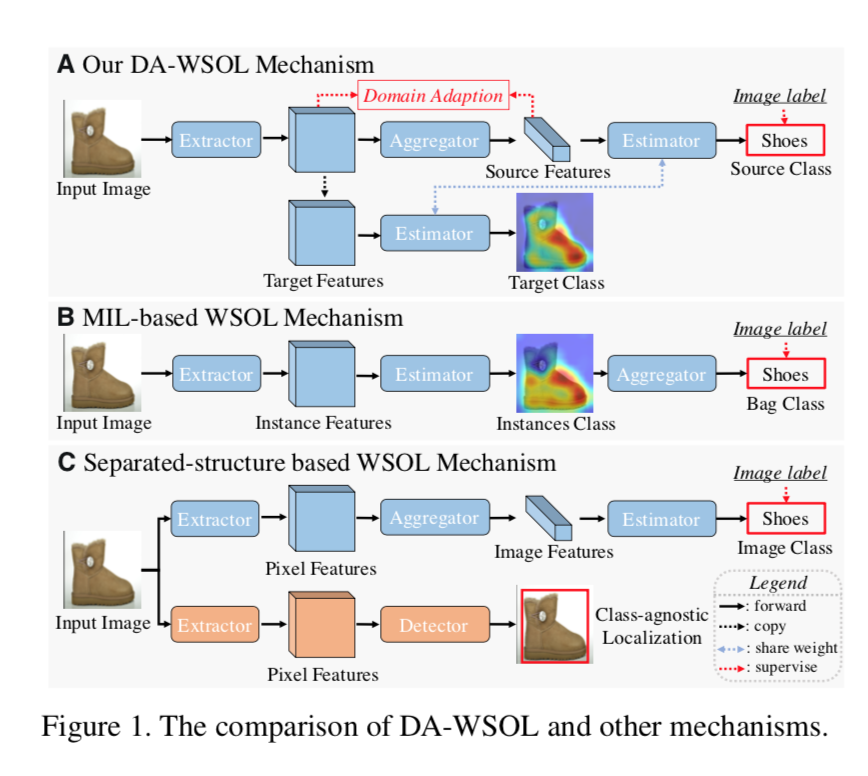 A Our DA-WSOL Mechanism
Domain Adaption
Image label
Extractor
Aggregator
Estimator
Shoes
Input Image
Source Features
Source Class
Estimator
Target Features
Target Class
B MIL-based WSOL Mechanism
Image label
Extractor
Estimator
Aggregator
Shoes
Input Image
Instance Features
Instances Class
Bag Class
C Separated-structure based WSOL Mechanism
Image label
Extractor
Aggregator
Estimator
Shoes
Pixel Features
Image Features
Image Class
Input Image
Extractor
Detector
Class-agnostic
Localization
Pixel Features
Legend
: forward
: copy
: share weight
: supervise
Figure 1. The comparison of DA-WSOL and other mechanisms.